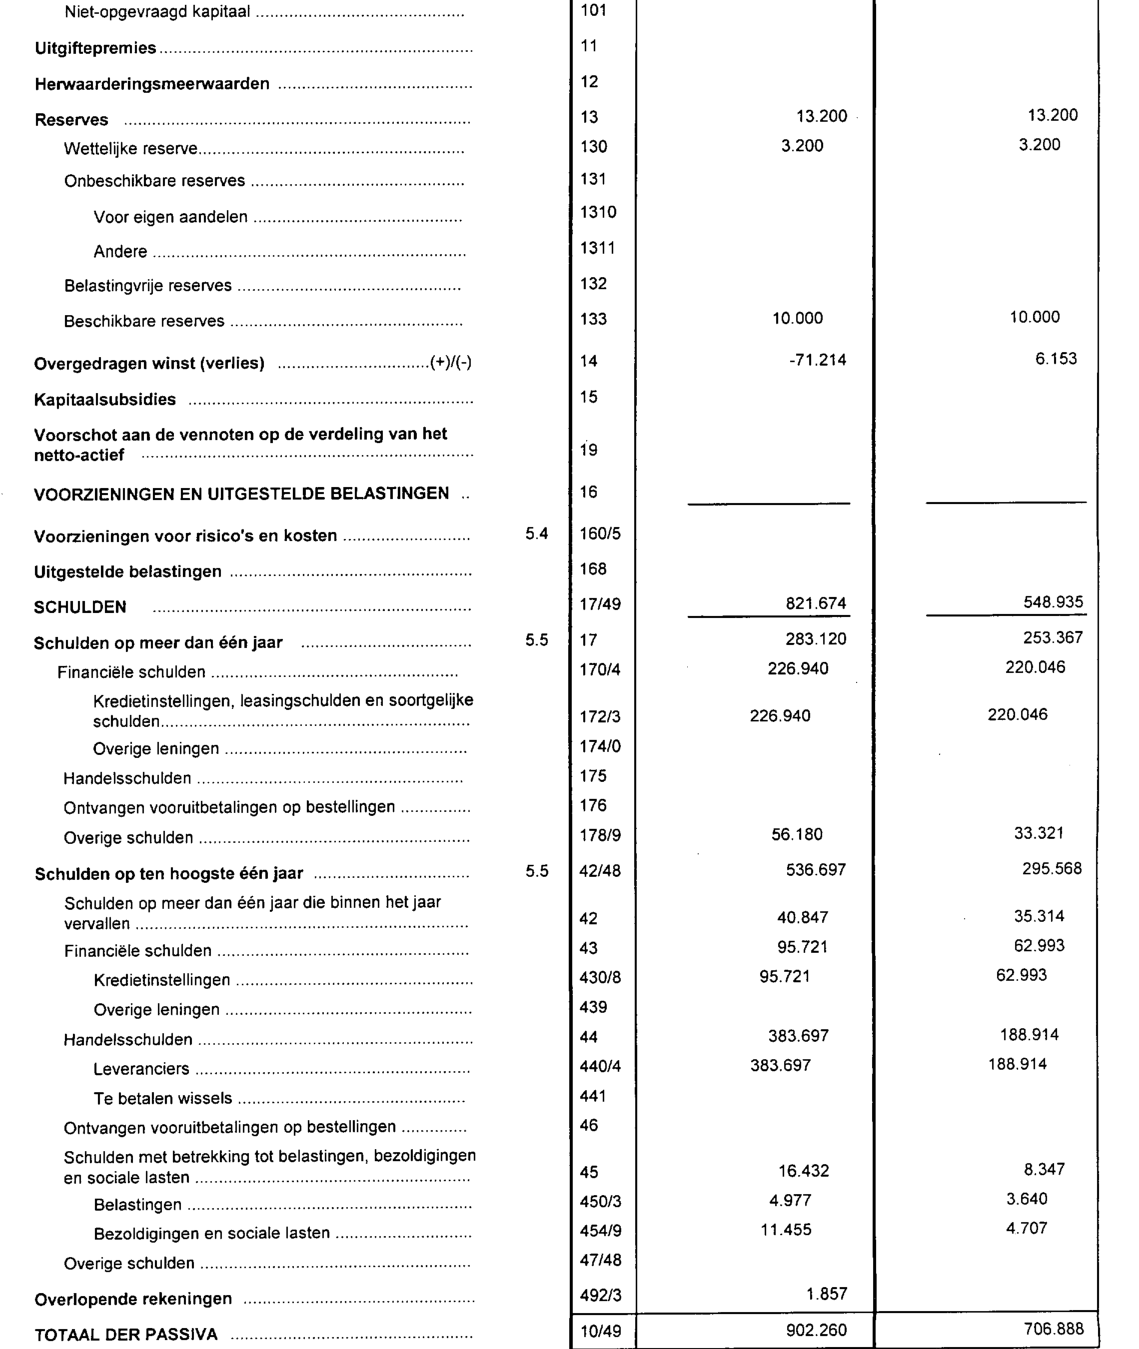 Niet-opgevraagd kapitaal ............................................ 101
Uitgiftepremies ............................................ 11
Herwaarderingsmeerwaarden ............................................ 12
Reserves ............................................ 13 13.200 13.200
Wettelijke reserve ............................................ 130 3.200 3.200
Onbeschikbare reserves ............................................ 131
Voor eigen aandelen ............................................ 1310
Andere ............................................ 1311
Belastingvrije reserves ............................................ 132
Beschikbare reserves ............................................ 133 10.000 10.000
Overgedragen winst (verlies) ................................(+)/(-) 14 -71.214 6.153
Kapitaalsubsidies ............................................ 15
Voorschot aan de vennoten op de verdeling van het
netto-actief ............................................ 19
VOORZIENINGEN EN UITGESTELDE BELASTINGEN .. 16
Voorzieningen voor risico's en kosten ........................... 5.4 160/5
Uitgestelde belastingen ............................................ 168
SCHULDEN ............................................ 17/49 821.674 548.935
Schulden op meer dan één jaar .................................... 5.5 17 283.120 253.367
Financiële schulden ............................................ 170/4 226.940 220.046
Kredietinstellingen, leasingschulden en soortgelijke
schulden ............................................ 172/3 226.940 220.046
Overige leningen ............................................ 174/0
Handelsschulden ............................................ 175
Ontvangen vooruitbetalingen op bestellingen ............... 176
Overige schulden ............................................ 178/9 56.180 33.321
Schulden op ten hoogste één jaar ................................. 5.5 42/48 536.697 295.568
Schulden op meer dan één jaar die binnen het jaar
vervallen ............................................ 42 40.847 35.314
Financiële schulden ............................................ 43 95.721 62.993
Kredietinstellingen ............................................ 430/8 95.721 62.993
Overige leningen ............................................ 439
Handelsschulden ............................................ 44 383.697 188.914
Leveranciers ............................................ 440/4 383.697 188.914
Te betalen wissels ............................................ 441
Ontvangen vooruitbetalingen op bestellingen .............. 46
Schulden met betrekking tot belastingen, bezoldigingen
en sociale lasten ............................................ 45 16.432 8.347
Belastingen ............................................ 450/3 4.977 3.640
Bezoldigingen en sociale lasten ............................. 454/9 11.455 4.707
Overige schulden ............................................ 47/48
Overlopende rekeningen ............................................ 492/3 1.857
TOTAAL DER PASSIVA ............................................ 10/49 902.260 706.888